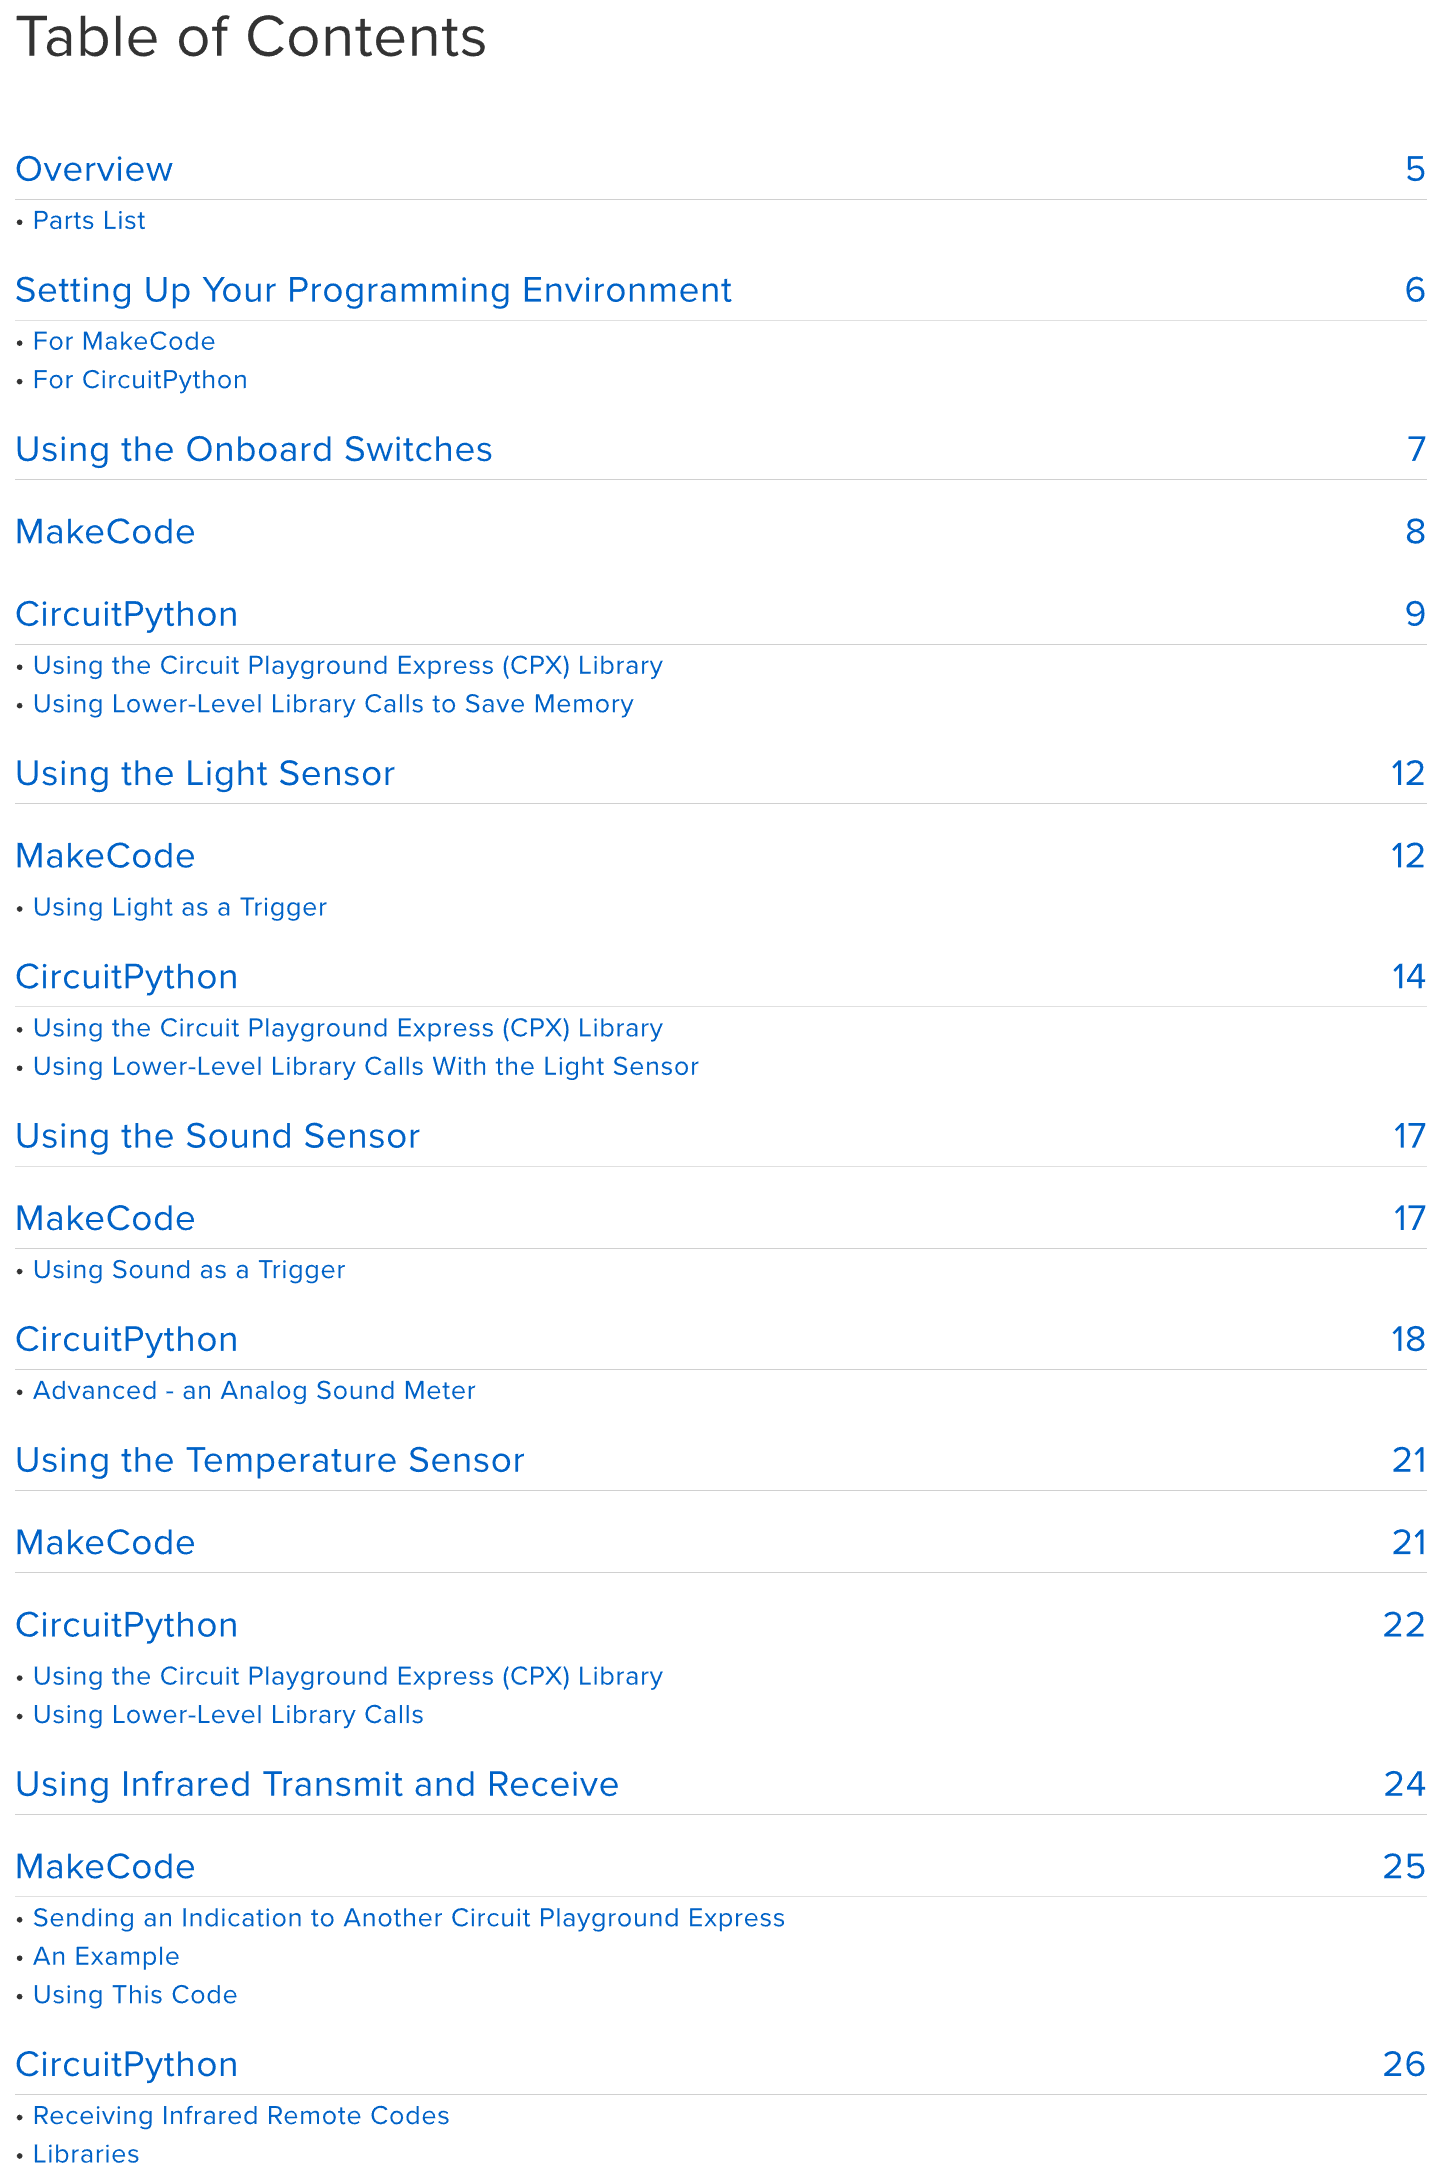 Table of Contents
Overview 5
• Parts List
Setting Up Your Programming Environment 6
• For MakeCode
• For CircuitPython
Using the Onboard Switches 7
MakeCode 8
CircuitPython 9
• Using the Circuit Playground Express (CPX) Library
• Using Lower-Level Library Calls to Save Memory
Using the Light Sensor 12
MakeCode 12
• Using Light as a Trigger
CircuitPython 14
• Using the Circuit Playground Express (CPX) Library
• Using Lower-Level Library Calls With the Light Sensor
Using the Sound Sensor 17
MakeCode 17
• Using Sound as a Trigger
CircuitPython 18
• Advanced - an Analog Sound Meter
Using the Temperature Sensor 21
MakeCode 21
CircuitPython 22
• Using the Circuit Playground Express (CPX) Library
• Using Lower-Level Library Calls
Using Infrared Transmit and Receive 24
MakeCode 25
• Sending an Indication to Another Circuit Playground Express
• An Example
• Using This Code
CircuitPython 26
• Receiving Infrared Remote Codes
• Libraries